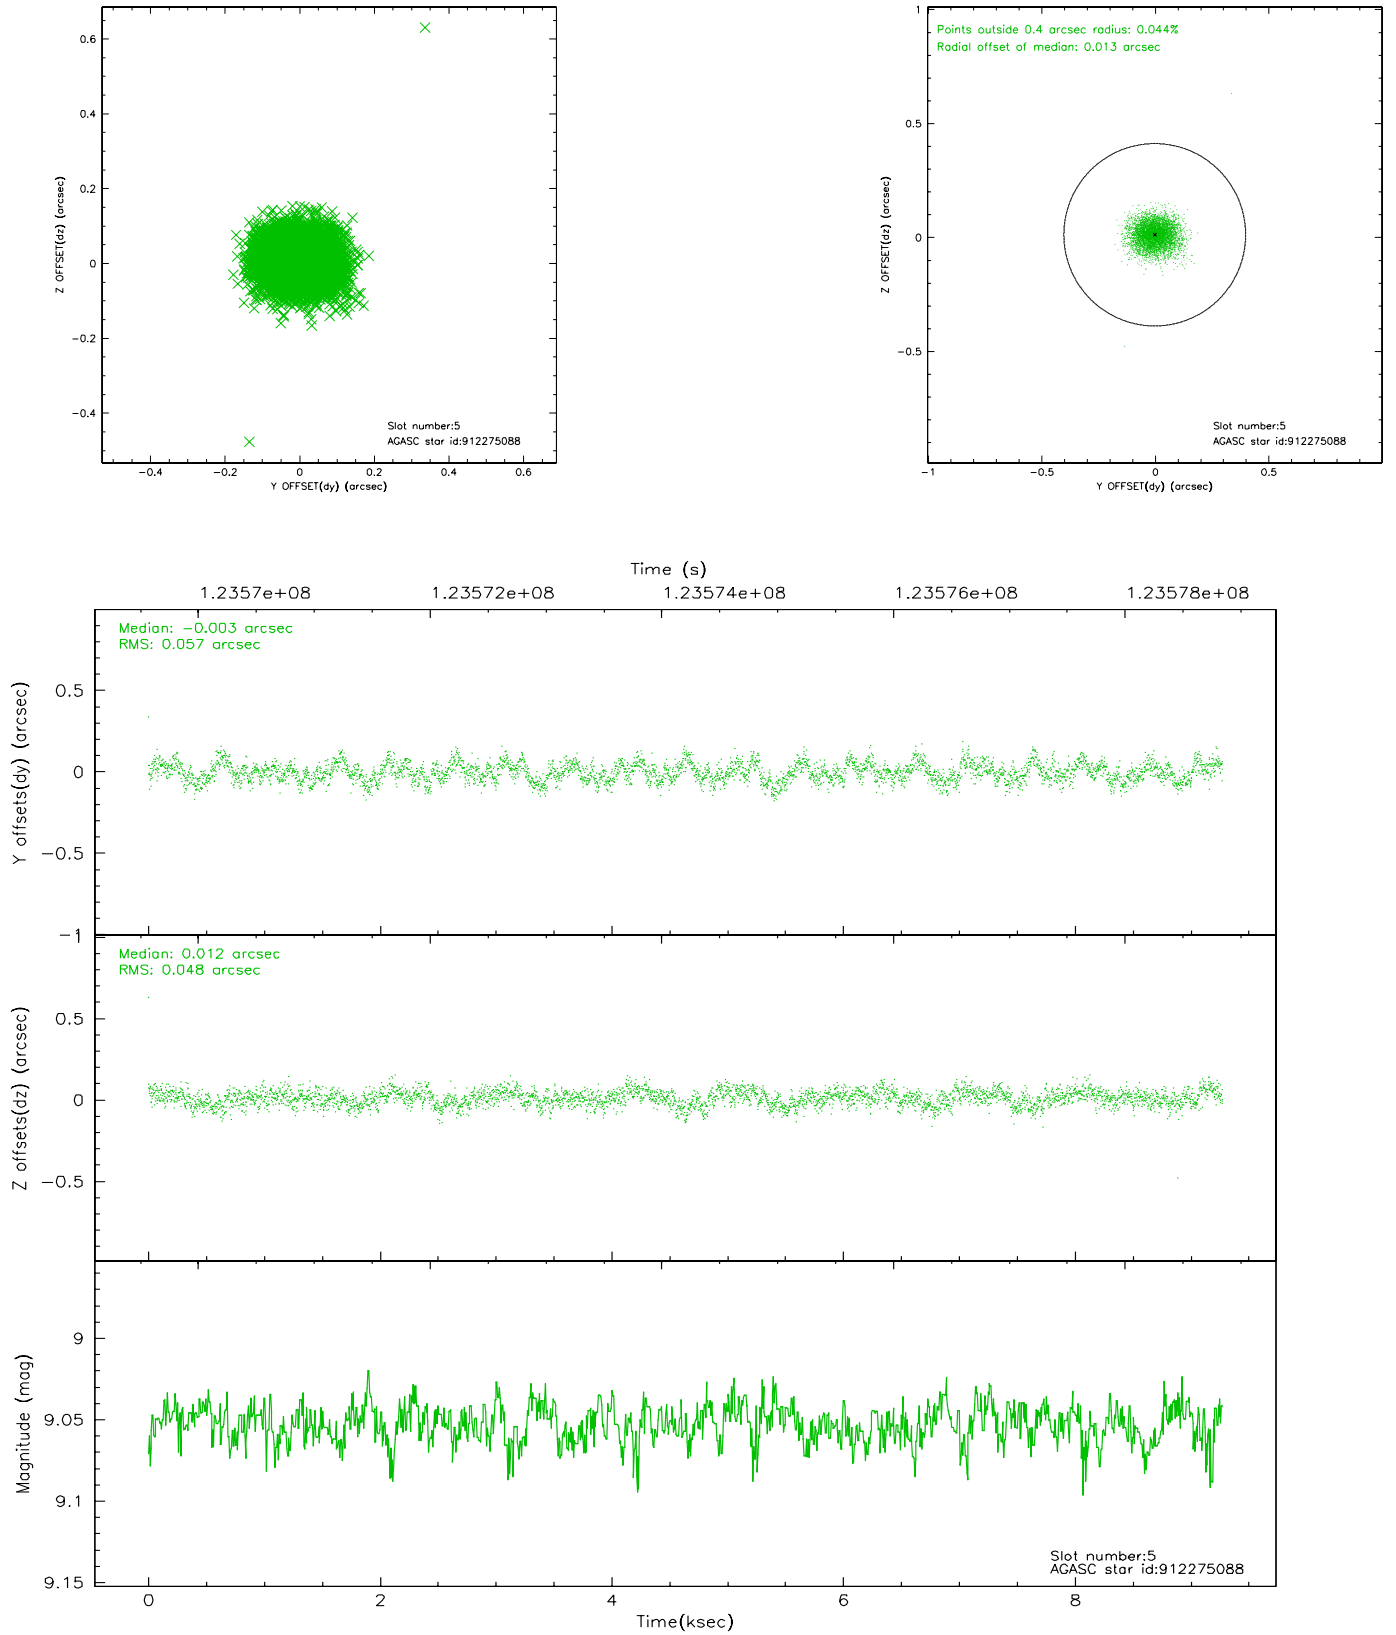 0.6
0.4
0.2
0
−0.2
−0.4
Z OFFSET(dz) (arcsec)
Slot number:5
AGASC star id:912275088
−0.4 −0.2 0 0.2 0.4 0.6
Y OFFSET(dy) (arcsec)
Points outside 0.4 arcsec radius: 0.044%
Radial offset of median: 0.013 arcsec
1
0.5
0
−0.5
Z OFFSET(dz) (arcsec)
Slot number:5
AGASC star id:912275088
−1 −0.5 0 0.5
Y OFFSET(dy) (arcsec)
Time (s)
1.2357e+08 1.23572e+08 1.23574e+08 1.23576e+08 1.23578e+08
Median: −0.003 arcsec
RMS: 0.057 arcsec
0.5
0
−0.5
−1
Y offsets(dy) (arcsec)
1
Median: 0.012 arcsec
RMS: 0.048 arcsec
0.5
0
−0.5
Z offsets(dz) (arcsec)
9
9.05
9.1
9.15
Magnitude (mag)
Slot number:5
AGASC star id:912275088
0 2 4 6 8
Time(ksec)